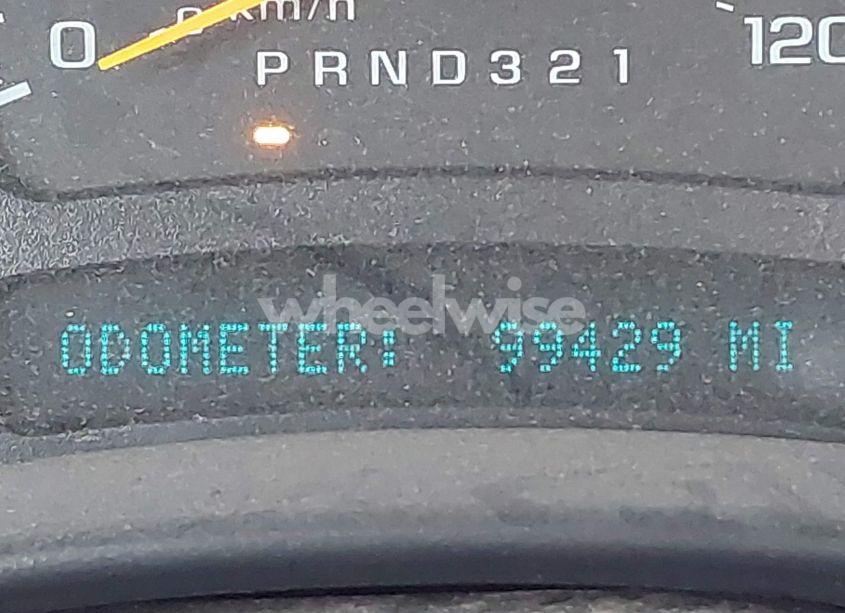 0 km/h 120
PRND321
wheelwise
ODOMETER: 99429 MI